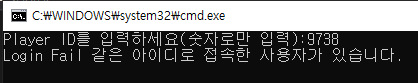 C:₩WINDOWS₩system32₩cmd.exe
Player ID를 입력하세요(숫자로만 입력):9738
Login Fail 같은 아이디로 접속한 사용자가 있습니다.